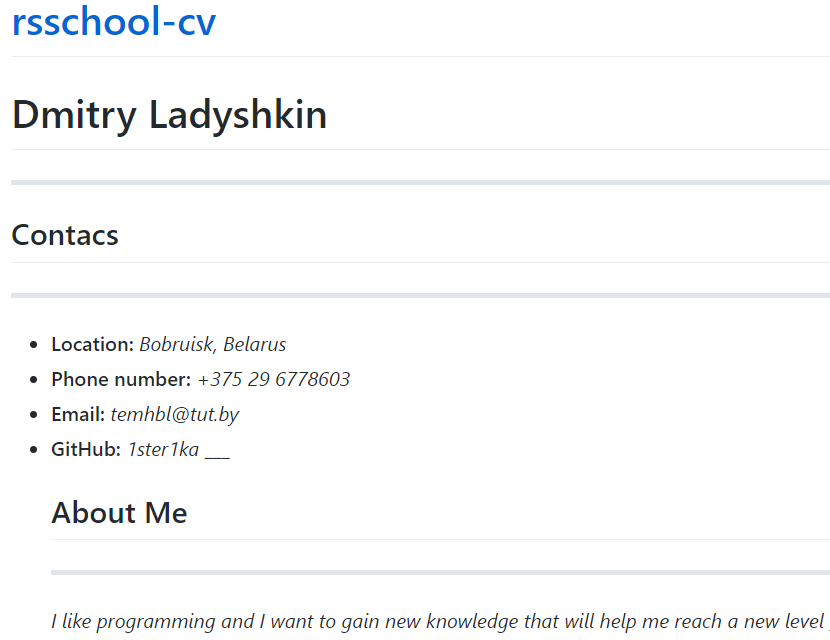 rsschool-cv
Dmitry Ladyshkin
Contacs
Location: Bobruisk, Belarus
Phone number: +375 29 6778603
Email: temhbl@tut.by
GitHub: 1ster1ka ___
About Me
I like programming and I want to gain new knowledge that will help me reach a new level